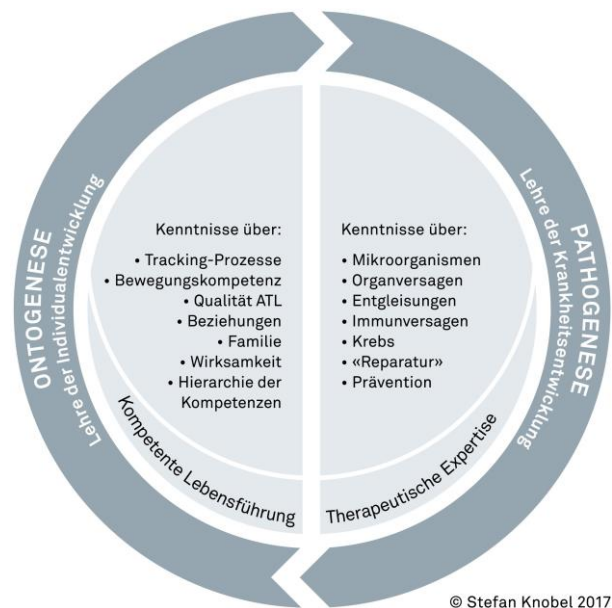 ONTOGENESE
Lehre der Individualentwicklung
Kenntnisse über:
• Tracking-Prozesse
• Bewegungskompetenz
• Qualität ATL
• Beziehungen
• Familie
• Wirksamkeit
• Hierarchie der
Kompetenzen
Kompetente Lebensführung
PATHOGENESE
Lehre der Krankheitsentwicklung
Kenntnisse über:
• Mikroorganismen
• Organversagen
• Entgleisungen
• Immunversagen
• Krebs
• «Reparatur»
• Prävention
Therapeutische Expertise
© Stefan Knobel 2017